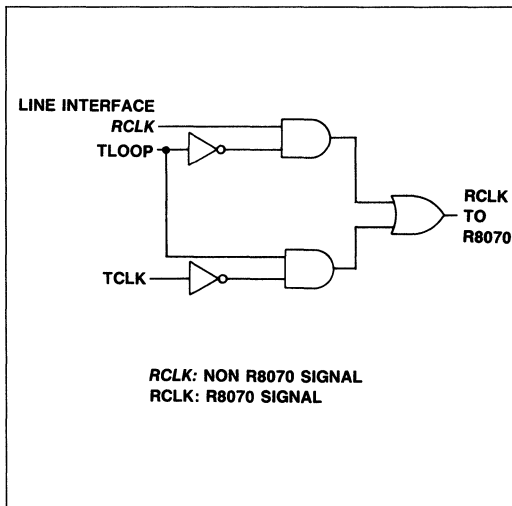 LINE INTERFACE
RCLK
TLOOP
TCLK
RCLK
TO
R8070
RCLK: NON R8070 SIGNAL
RCLK: R8070 SIGNAL